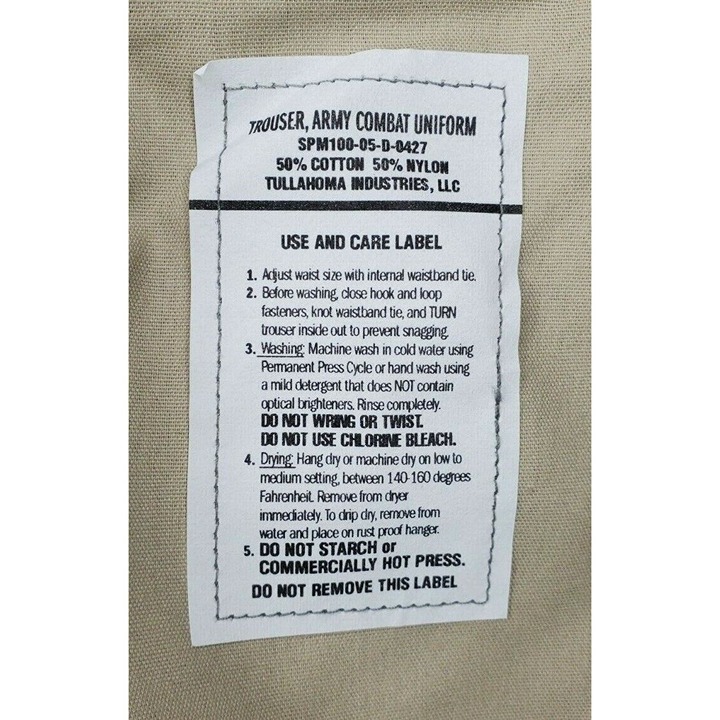 TROUSER, ARMY COMBAT UNIFORM
SPM100-05-D-0427
50% COTTON 50% NYLON
TULLAHOMA INDUSTRIES, LLC
USE AND CARE LABEL
1. Adjust waist size with internal waistband tie.
2. Before washing, close hook and loop
fasteners, knot waistband tie, and TURN
trouser inside out to prevent snagging.
3. Washing: Machine wash in cold water using
Permanent Press Cycle or hand wash using
a mild detergent that does NOT contain
optical brighteners. Rinse completely.
DO NOT WRING OR TWIST.
DO NOT USE CHLORINE BLEACH.
4. Drying: Hang dry or machine dry on low to
medium setting, between 140-160 degrees
Fahrenheit. Remove from dryer
immediately. To drip dry, remove from
water and place on rust proof hanger.
5. DO NOT STARCH or
COMMERCIALLY HOT PRESS.
DO NOT REMOVE THIS LABEL